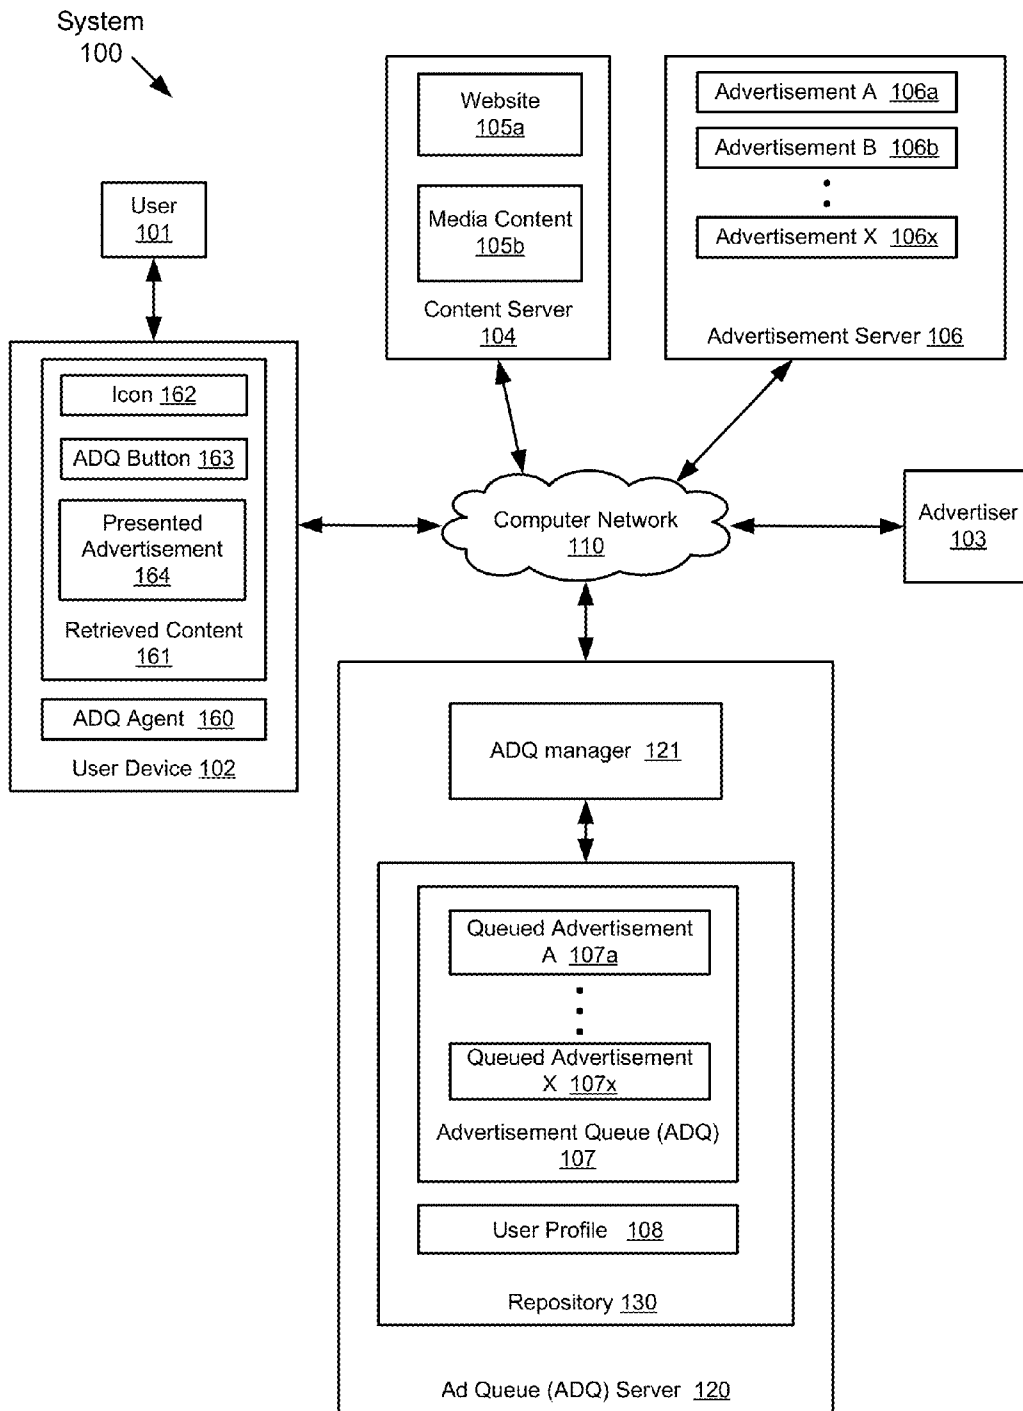 System
100
User
101
Icon 162
ADQ Button 163
Presented
Advertisement
164
Retrieved Content
161
ADQ Agent 160
User Device 102
Website
105a
Media Content
105b
Content Server
104
Advertisement A 106a
Advertisement B 106b
Advertisement X 106x
Advertisement Server 106
Computer Network
110
Advertiser
103
ADQ manager 121
Queued Advertisement
A 107a
Queued Advertisement
X 107x
Advertisement Queue (ADQ)
107
User Profile 108
Repository 130
Ad Queue (ADQ) Server 120